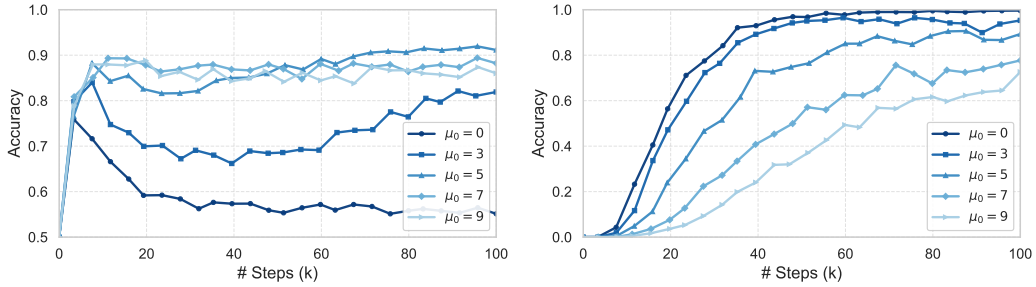 1.0
0.9
0.8
0.7
0.6
0.5
Accuracy
0
20
40
60
80
100
# Steps (k)
μ₀ = 0
μ₀ = 3
μ₀ = 5
μ₀ = 7
μ₀ = 9
1.0
0.8
0.6
0.4
0.2
0.0
Accuracy
0
20
40
60
80
100
# Steps (k)
μ₀ = 0
μ₀ = 3
μ₀ = 5
μ₀ = 7
μ₀ = 9